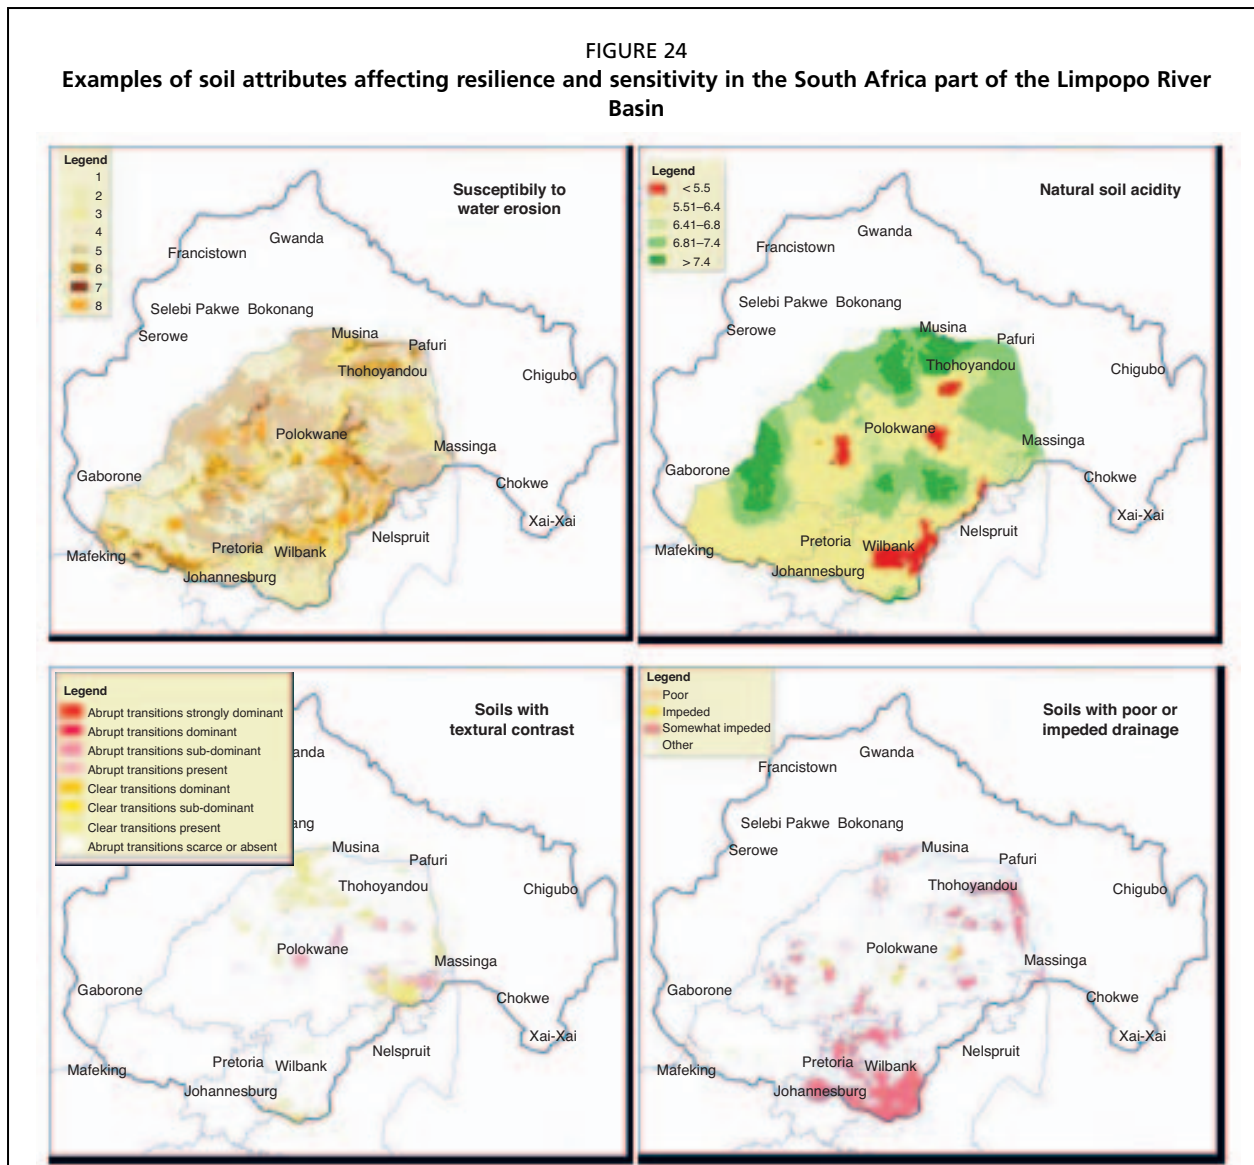 FIGURE 24
Examples of soil attributes affecting resilience and sensitivity in the South Africa part of the Limpopo River
Basin
Legend
1
2
3
4
5
6
7
8
Susceptibily to
water erosion
Gwanda
Francistown
Selebi Pakwe Bokonang
Serowe
Musina
Pafuri
Thohoyandou
Chigubo
Polokwane
Massinga
Gaborone
Chokwe
Xai-Xai
Nelspruit
Pretoria
Wilbank
Mafeking
Johannesburg
Legend
< 5.5
5.51–6.4
6.41–6.8
6.81–7.4
> 7.4
Natural soil acidity
Gwanda
Francistown
Selebi Pakwe Bokonang
Serowe
Musina
Pafuri
Thohoyandou
Chigubo
Polokwane
Massinga
Gaborone
Chokwe
Xai-Xai
Nelspruit
Pretoria
Wilbank
Mafeking
Johannesburg
Legend
Abrupt transitions strongly dominant
Abrupt transitions dominant
Abrupt transitions sub-dominant
Abrupt transitions present
Clear transitions dominant
Clear transitions sub-dominant
Clear transitions present
Abrupt transitions scarce or absent
Soils with
textural contrast
anda
ang
Musina
Pafuri
Thohoyandou
Chigubo
Polokwane
Massinga
Gaborone
Chokwe
Xai-Xai
Nelspruit
Pretoria
Wilbank
Mafeking
Johannesburg
Legend
Poor
Impeded
Somewhat impeded
Other
Soils with poor or
impeded drainage
Gwanda
Francistown
Selebi Pakwe Bokonang
Serowe
Musina
Pafuri
Thohoyandou
Chigubo
Polokwane
Massinga
Gaborone
Chokwe
Xai-Xai
Nelspruit
Pretoria
Wilbank
Mafeking
Johannesburg